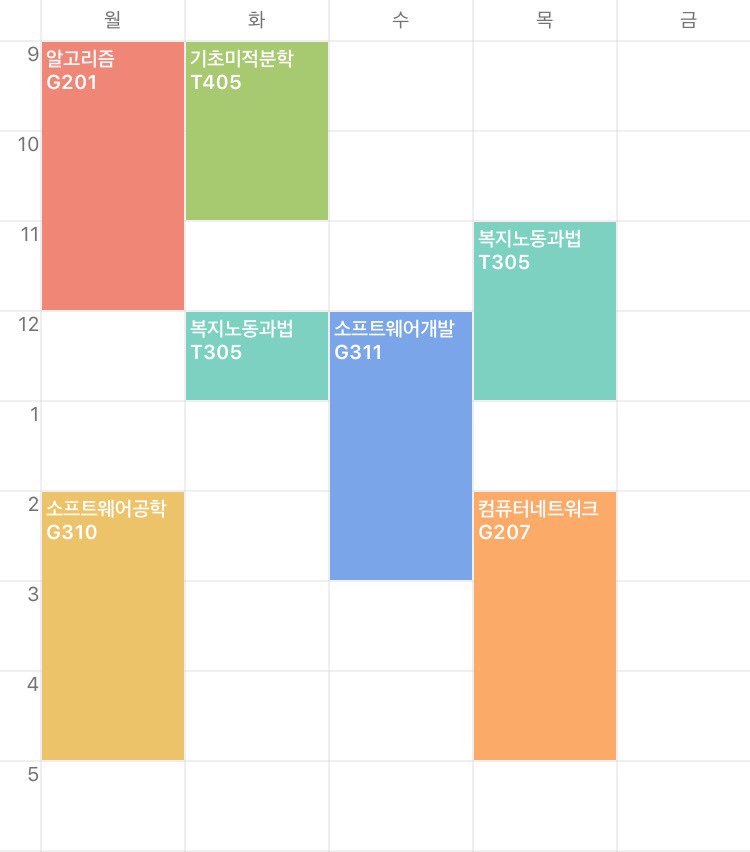 월 화 수 목 금
9
알고리즘
G201
기초미적분학
T405
10
11
복지노동과법
T305
12
복지노동과법
T305
소프트웨어개발
G311
1
2
소프트웨어공학
G310
컴퓨터네트워크
G207
3
4
5